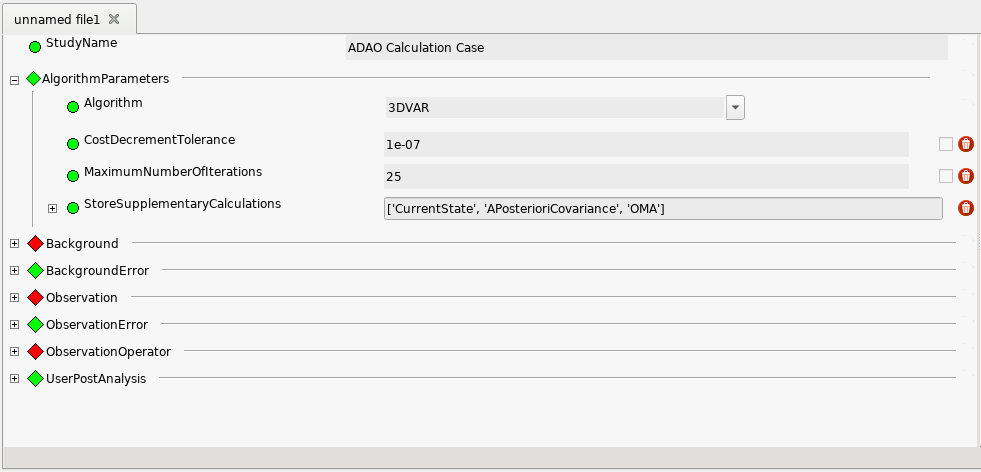 unnamed file1
StudyName ADAO Calculation Case
AlgorithmParameters
Algorithm 3DVAR
CostDecrementTolerance 1e-07
MaximumNumberOfIterations 25
StoreSupplementaryCalculations ['CurrentState', 'APosterioriCovariance', 'OMA']
Background
BackgroundError
Observation
ObservationError
ObservationOperator
UserPostAnalysis